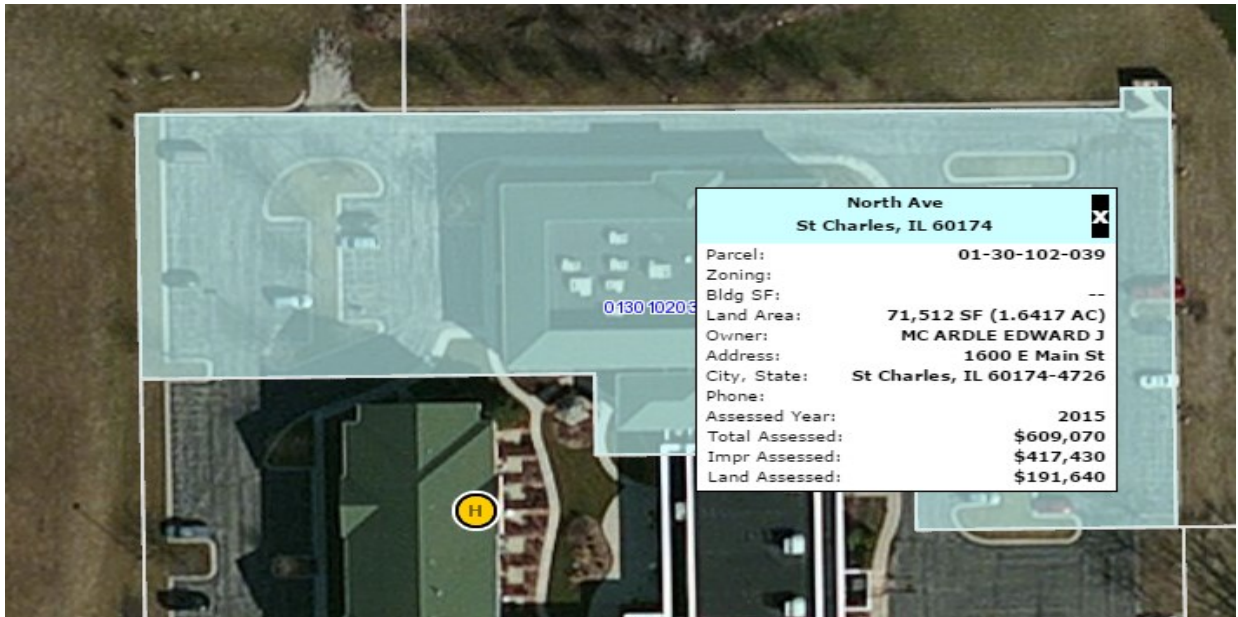 North Ave
St Charles, IL 60174
X
Parcel: 01-30-102-039
Zoning:
Bldg SF: --
Land Area: 71,512 SF (1.6417 AC)
Owner: MC ARDLE EDWARD J
Address: 1600 E Main St
City, State: St Charles, IL 60174-4726
Phone:
Assessed Year: 2015
Total Assessed: $609,070
Impr Assessed: $417,430
Land Assessed: $191,640
01301020
H